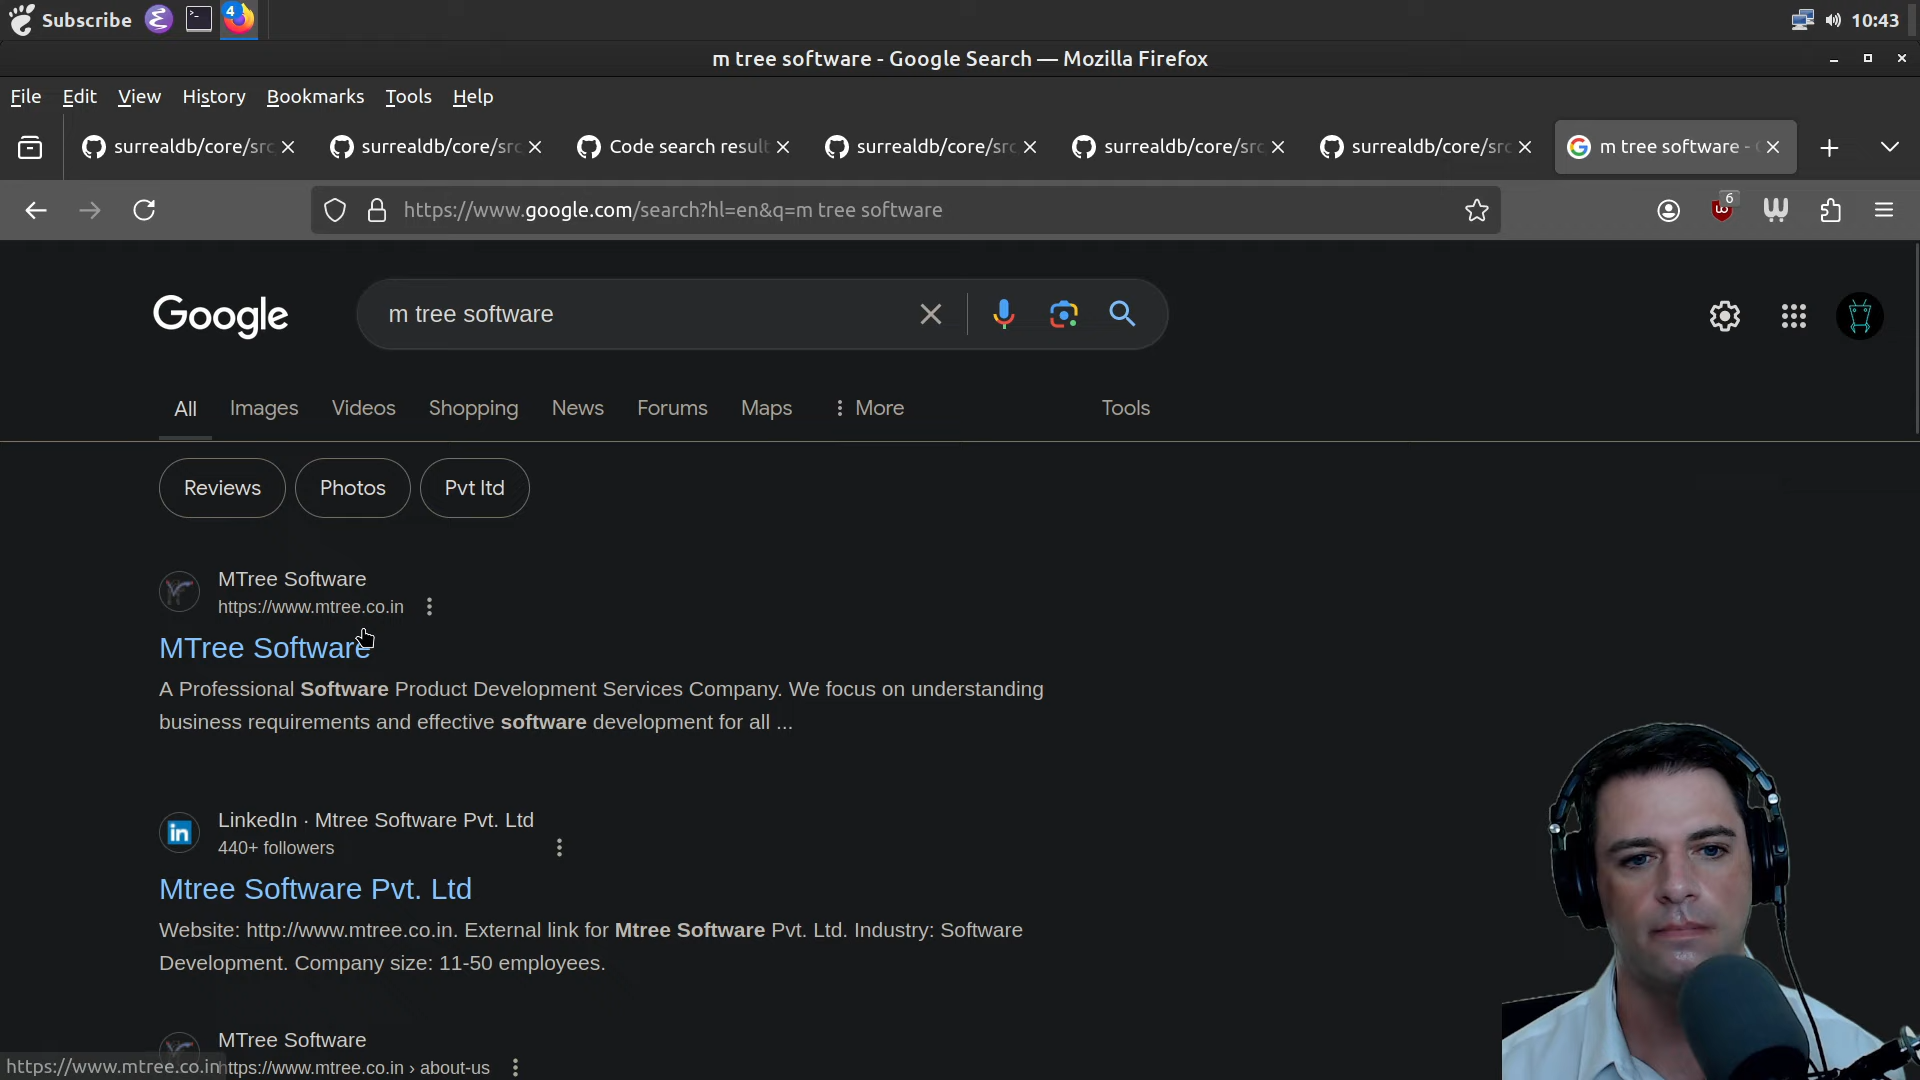 Subscribe
4
10:43
m tree software - Google Search — Mozilla Firefox
File Edit View History Bookmarks Tools Help
surrealdb/core/src
surrealdb/core/src
Code search result
surrealdb/core/src
surrealdb/core/src
surrealdb/core/src
m tree software -
https://www.google.com/search?hl=en&q=m tree software
6
Google
m tree software
All Images Videos Shopping News Forums Maps More Tools
Reviews Photos Pvt ltd
MTree Software
https://www.mtree.co.in
MTree Software
A Professional Software Product Development Services Company. We focus on understanding
business requirements and effective software development for all ...
LinkedIn · Mtree Software Pvt. Ltd
440+ followers
Mtree Software Pvt. Ltd
Website: http://www.mtree.co.in. External link for Mtree Software Pvt. Ltd. Industry: Software
Development. Company size: 11-50 employees.
MTree Software
https://www.mtree.co.in
ttps://www.mtree.co.in › about-us